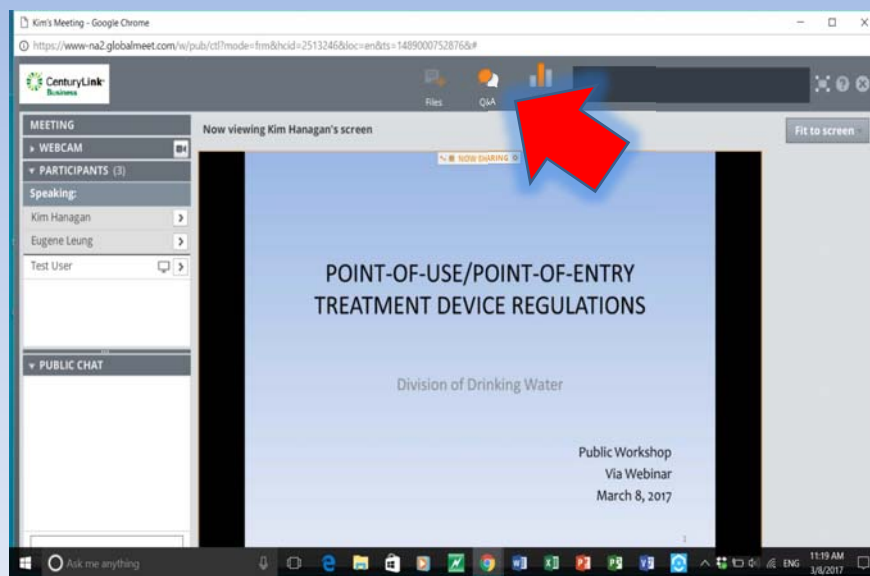 Kim's Meeting - Google Chrome
https://www-na2.globalmeet.com/w/pub/ctl?mode=frm&hcid=2513246&loc=en&ts=1489000752876&#
CenturyLink
Business
Files
Q&A
MEETING
WEBCAM
PARTICIPANTS (3)
Speaking:
Kim Hanagan
Eugene Leung
Test User
PUBLIC CHAT
Now viewing Kim Hanagan's screen
Fit to screen
NOW SHARING
POINT-OF-USE/POINT-OF-ENTRY
TREATMENT DEVICE REGULATIONS
Division of Drinking Water
Public Workshop
Via Webinar
March 8, 2017
Ask me anything
ENG
11:19 AM
3/8/2017